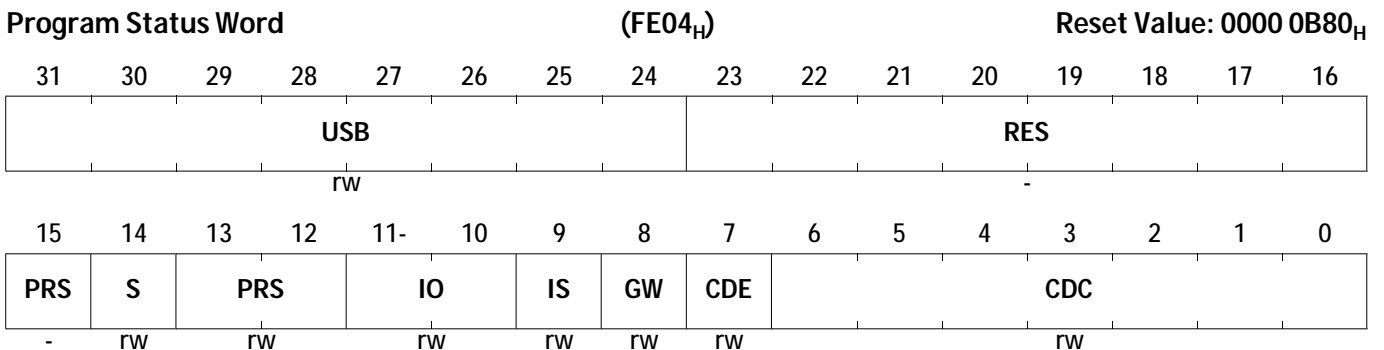 Program Status Word (FE04H) Reset Value: 0000 0B80H
31 30 29 28 27 26 25 24 23 22 21 20 19 18 17 16
USB RES
rw -
15 14 13 12 11- 10 9 8 7 6 5 4 3 2 1 0
PRS S PRS IO IS GW CDE CDC
- rw rw rw rw rw rw rw